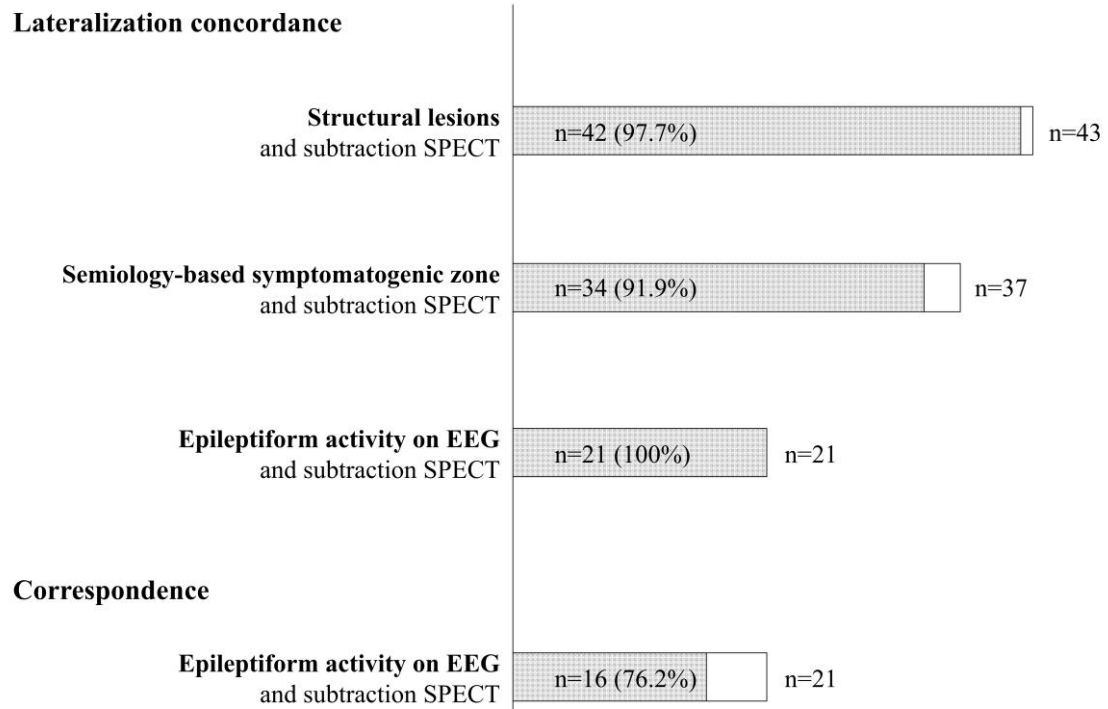 Lateralization concordance
Structural lesions
and subtraction SPECT
n=42 (97.7%)
n=43
Semiology-based symptomatogenic zone
and subtraction SPECT
n=34 (91.9%)
n=37
Epileptiform activity on EEG
and subtraction SPECT
n=21 (100%)
n=21
Correspondence
Epileptiform activity on EEG
and subtraction SPECT
n=16 (76.2%)
n=21